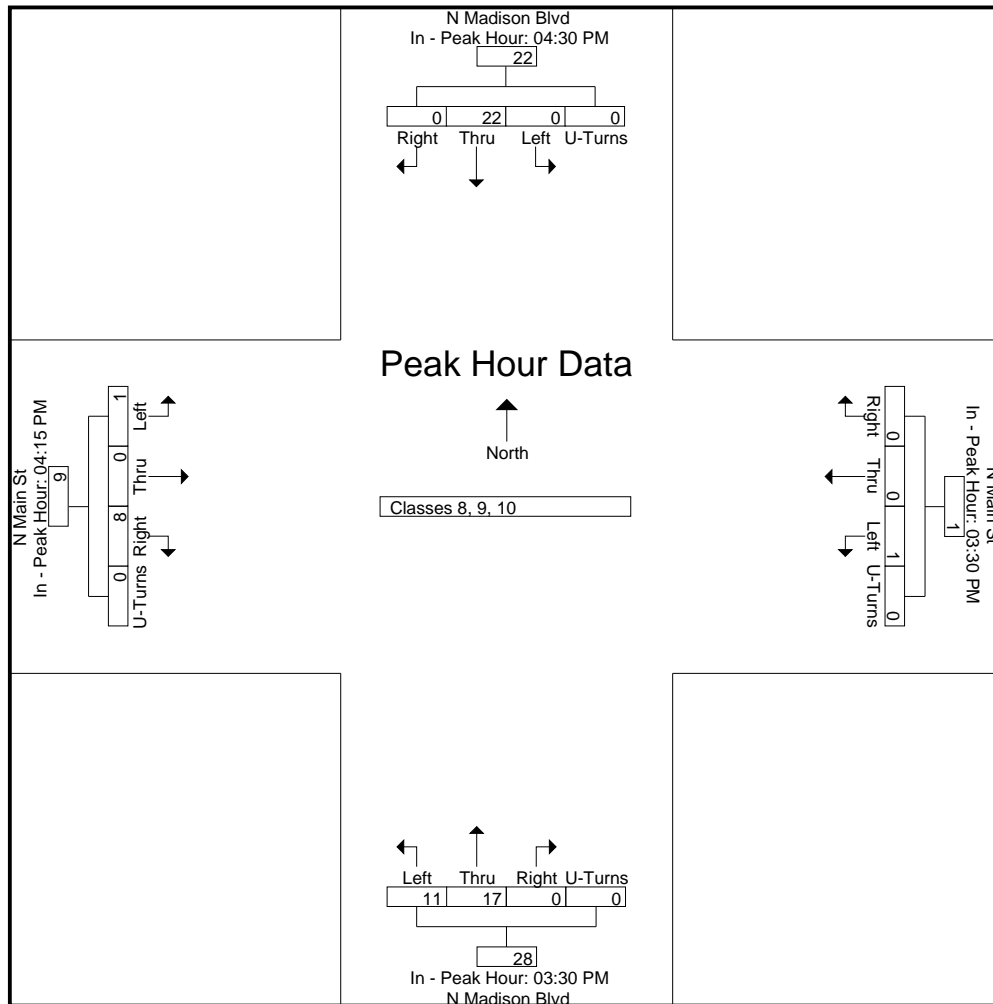 N Madison Blvd
In - Peak Hour: 04:30 PM
22
0 22 0 0
Right Thru Left U-Turns
Peak Hour Data
North
Classes 8, 9, 10
N Main St
In - Peak Hour: 04:15 PM
9
1 0 8 0
Left Thru Right U-Turns
N Main St
In - Peak Hour: 03:30 PM
1
0 0 1 0
Right Thru Left U-Turns
Left Thru Right U-Turns
11 17 0 0
28
In - Peak Hour: 03:30 PM
N Madison Blvd